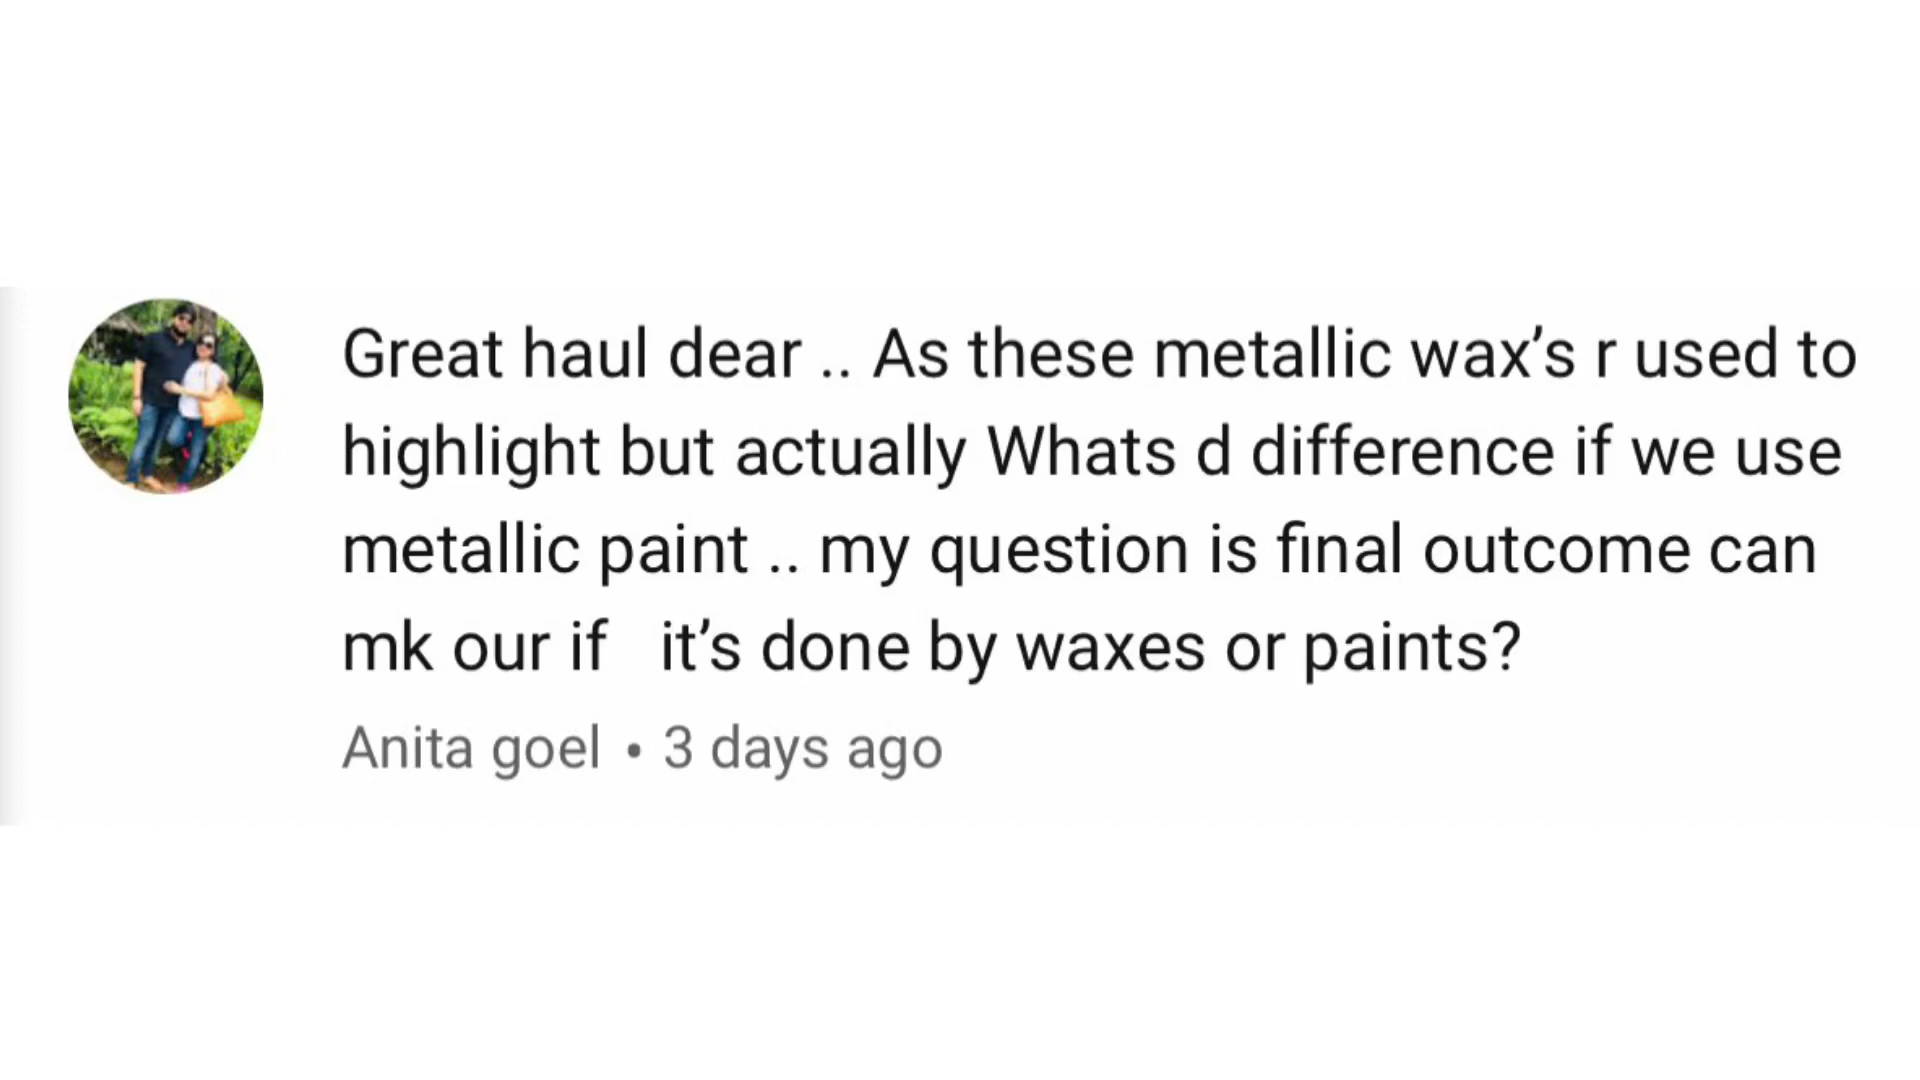 Great haul dear .. As these metallic wax’s r used to
highlight but actually Whats d difference if we use
metallic paint .. my question is final outcome can
mk our if   it’s done by waxes or paints?
Anita goel • 3 days ago